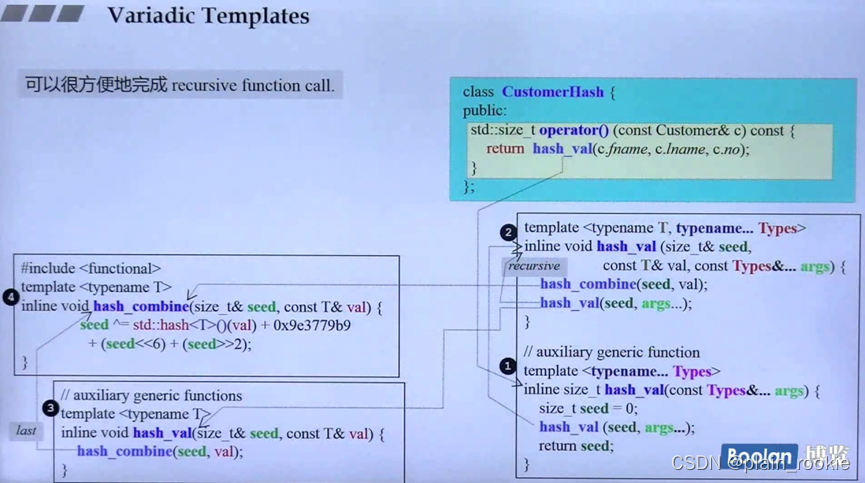 Variadic Templates
可以很方便地完成 recursive function call.
class CustomerHash {
public:
std::size_t operator() (const Customer& c) const {
return hash_val(c.fname, c.lname, c.no);
}
};
2
template <typename T, typename... Types>
inline void hash_val (size_t& seed,
recursive
const T& val, const Types&... args) {
hash_combine(seed, val);
hash_val(seed, args...);
}
4
#include <functional>
template <typename T>
inline void hash_combine(size_t& seed, const T& val) {
seed ^= std::hash<T>()(val) + 0x9e3779b9
+ (seed<<6) + (seed>>2);
}
1
// auxiliary generic function
template <typename... Types>
inline size_t hash_val(const Types&... args) {
size_t seed = 0;
hash_val (seed, args...);
return seed;
}
3
// auxiliary generic functions
template <typename T>
inline void hash_val(size_t& seed, const T& val) {
hash_combine(seed, val);
}
last
Boolan 博览
CSDN @plain_rookie